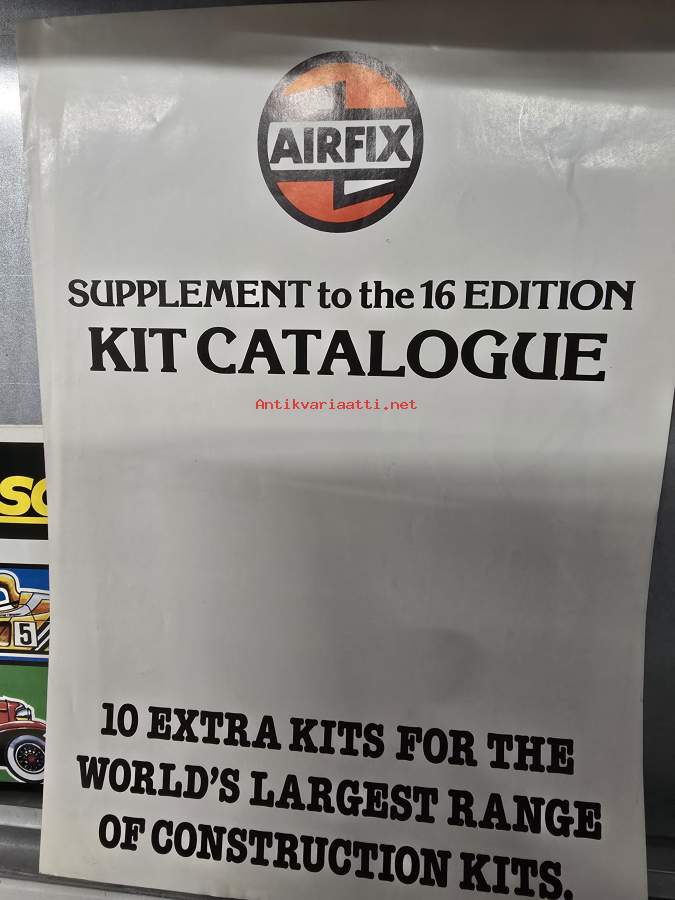 AIRFIX
SUPPLEMENT to the 16 EDITION
KIT CATALOGUE
Antikvariaatti.net
5
10 EXTRA KITS FOR THE
WORLD'S LARGEST RANGE
OF CONSTRUCTION KITS.